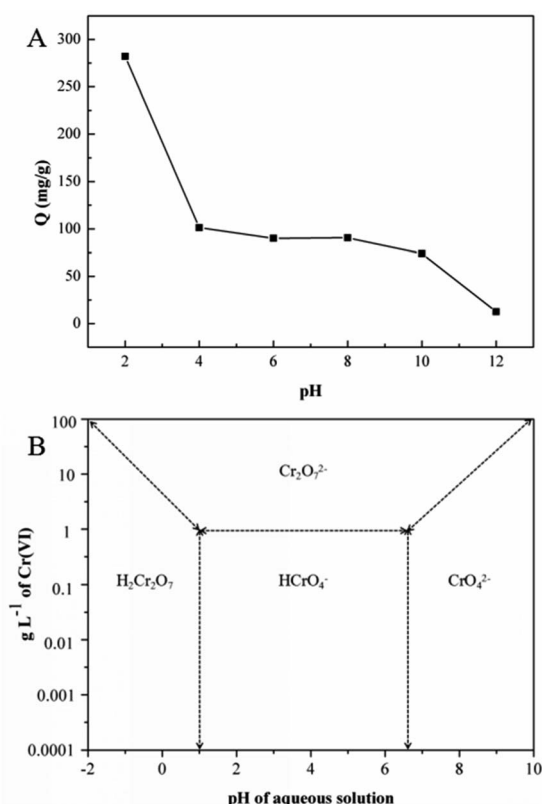 A
300
250
200
150
100
50
0
Q (mg/g)
2 4 6 8 10 12
pH
B
100
10
1
0.1
0.01
0.001
0.0001
g L⁻¹ of Cr(VI)
Cr₂O₇²⁻
H₂Cr₂O₇ HCrO₄⁻ CrO₄²⁻
-2 0 2 4 6 8 10
pH of aqueous solution